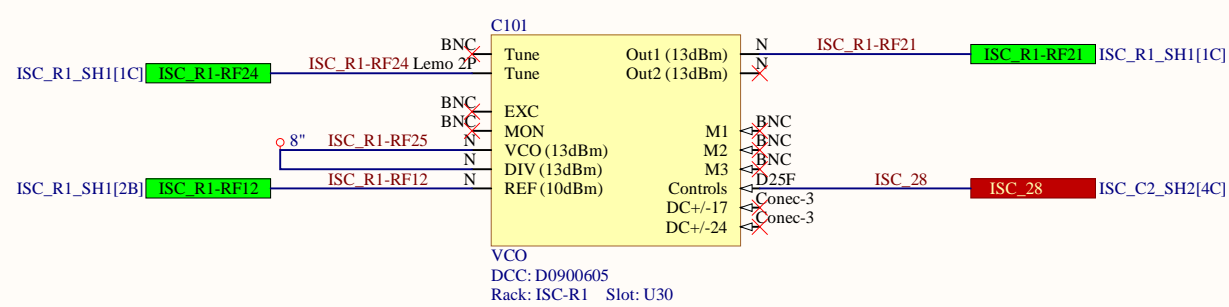 C101
BNC Tune Out1 (13dBm) N ISC_R1-RF21 ISC_R1-RF21 ISC_R1_SH1[1C]
ISC_R1_SH1[1C] ISC_R1-RF24 ISC_R1-RF24 Lemo 2P Tune Out2 (13dBm) N
BNC EXC
BNC MON M1 BNC
8" ISC_R1-RF25 N VCO (13dBm) M2 BNC
N DIV (13dBm) M3 BNC
ISC_R1_SH1[2B] ISC_R1-RF12 ISC_R1-RF12 N REF (10dBm) Controls D25F ISC_28 ISC_28 ISC_C2_SH2[4C]
DC+/-17 Conec-3
DC+/-24 Conec-3
VCO
DCC: D0900605
Rack: ISC-R1 Slot: U30